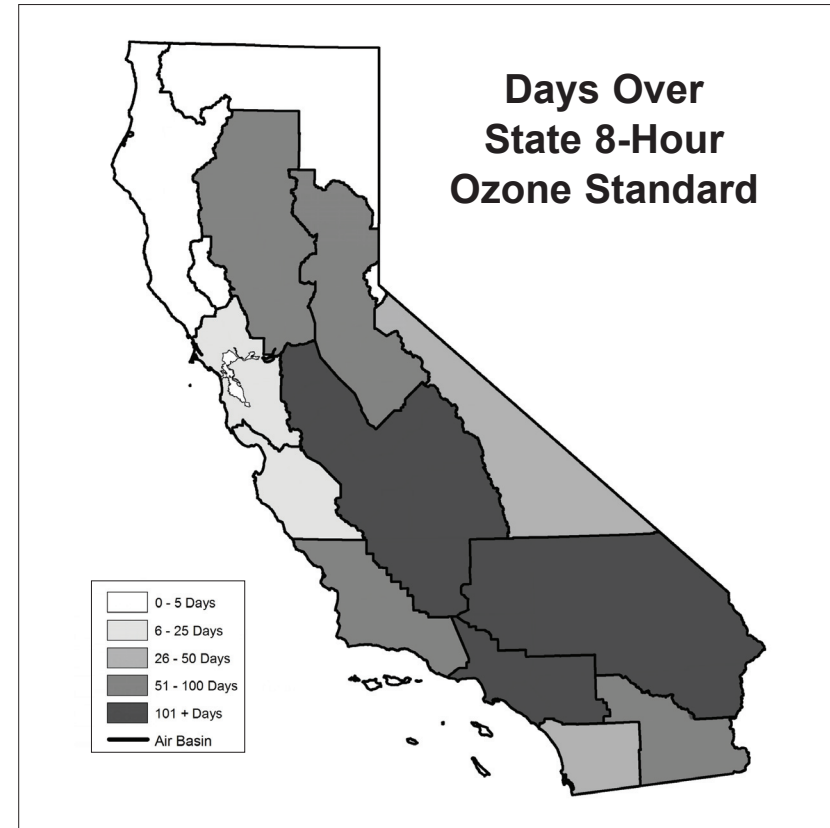 Days Over
State 8-Hour
Ozone Standard
0 - 5 Days
6 - 25 Days
26 - 50 Days
51 - 100 Days
101 + Days
Air Basin